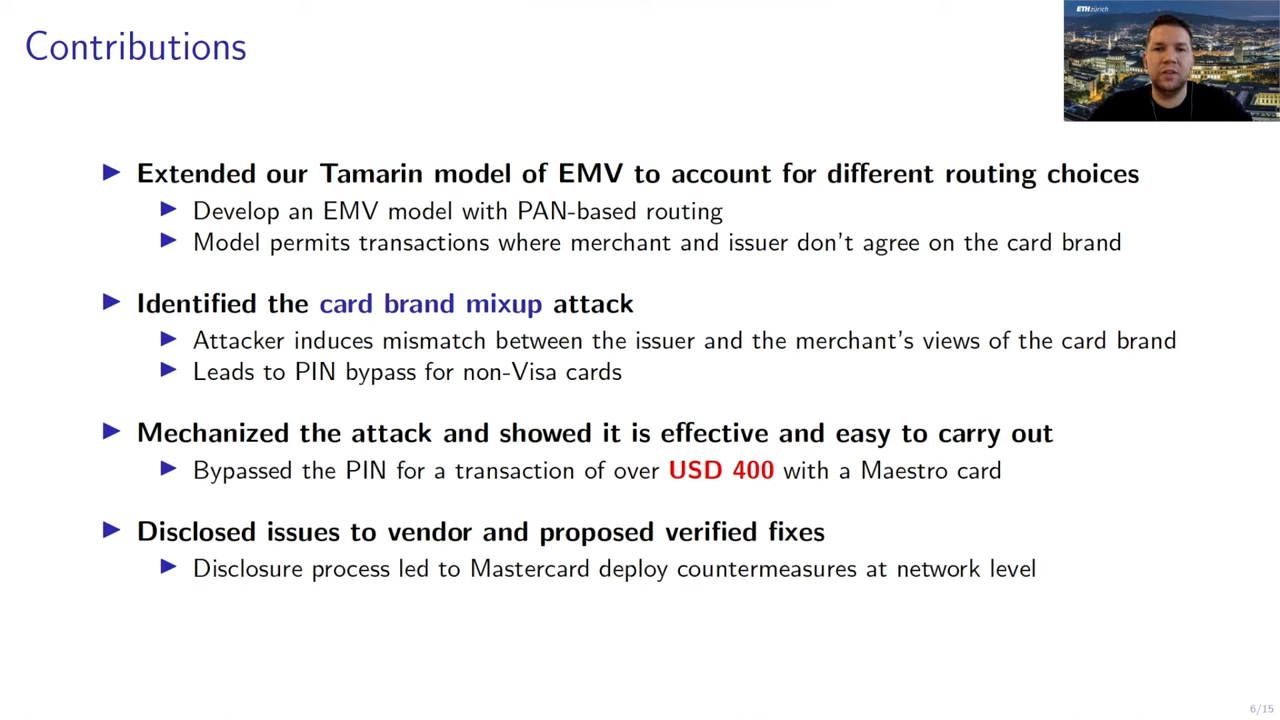 Contributions
ETHzürich
Extended our Tamarin model of EMV to account for different routing choices
Develop an EMV model with PAN-based routing
Model permits transactions where merchant and issuer don't agree on the card brand
Identified the card brand mixup attack
Attacker induces mismatch between the issuer and the merchant's views of the card brand
Leads to PIN bypass for non-Visa cards
Mechanized the attack and showed it is effective and easy to carry out
Bypassed the PIN for a transaction of over USD 400 with a Maestro card
Disclosed issues to vendor and proposed verified fixes
Disclosure process led to Mastercard deploy countermeasures at network level
6/15